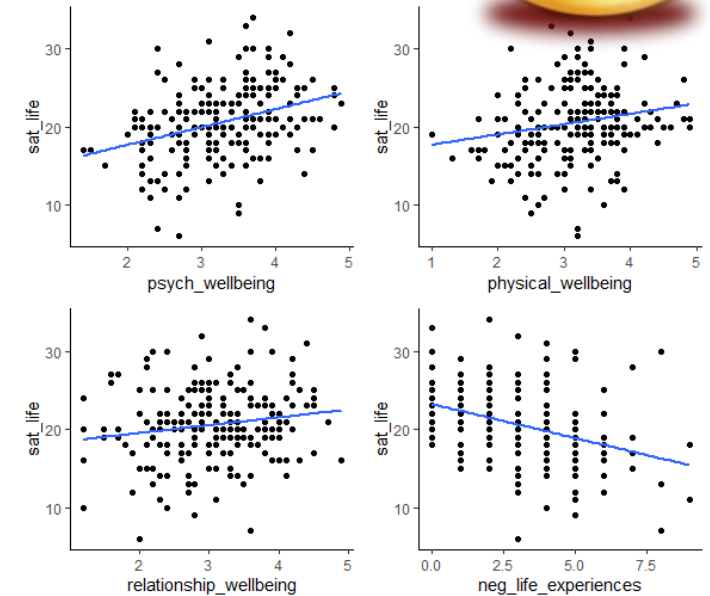 30
20
10
sat_life
2 3 4 5
psych_wellbeing
30
20
10
sat_life
1 2 3 4 5
physical_wellbeing
30
20
10
sat_life
2 3 4 5
relationship_wellbeing
30
20
10
sat_life
0.0 2.5 5.0 7.5
neg_life_experiences